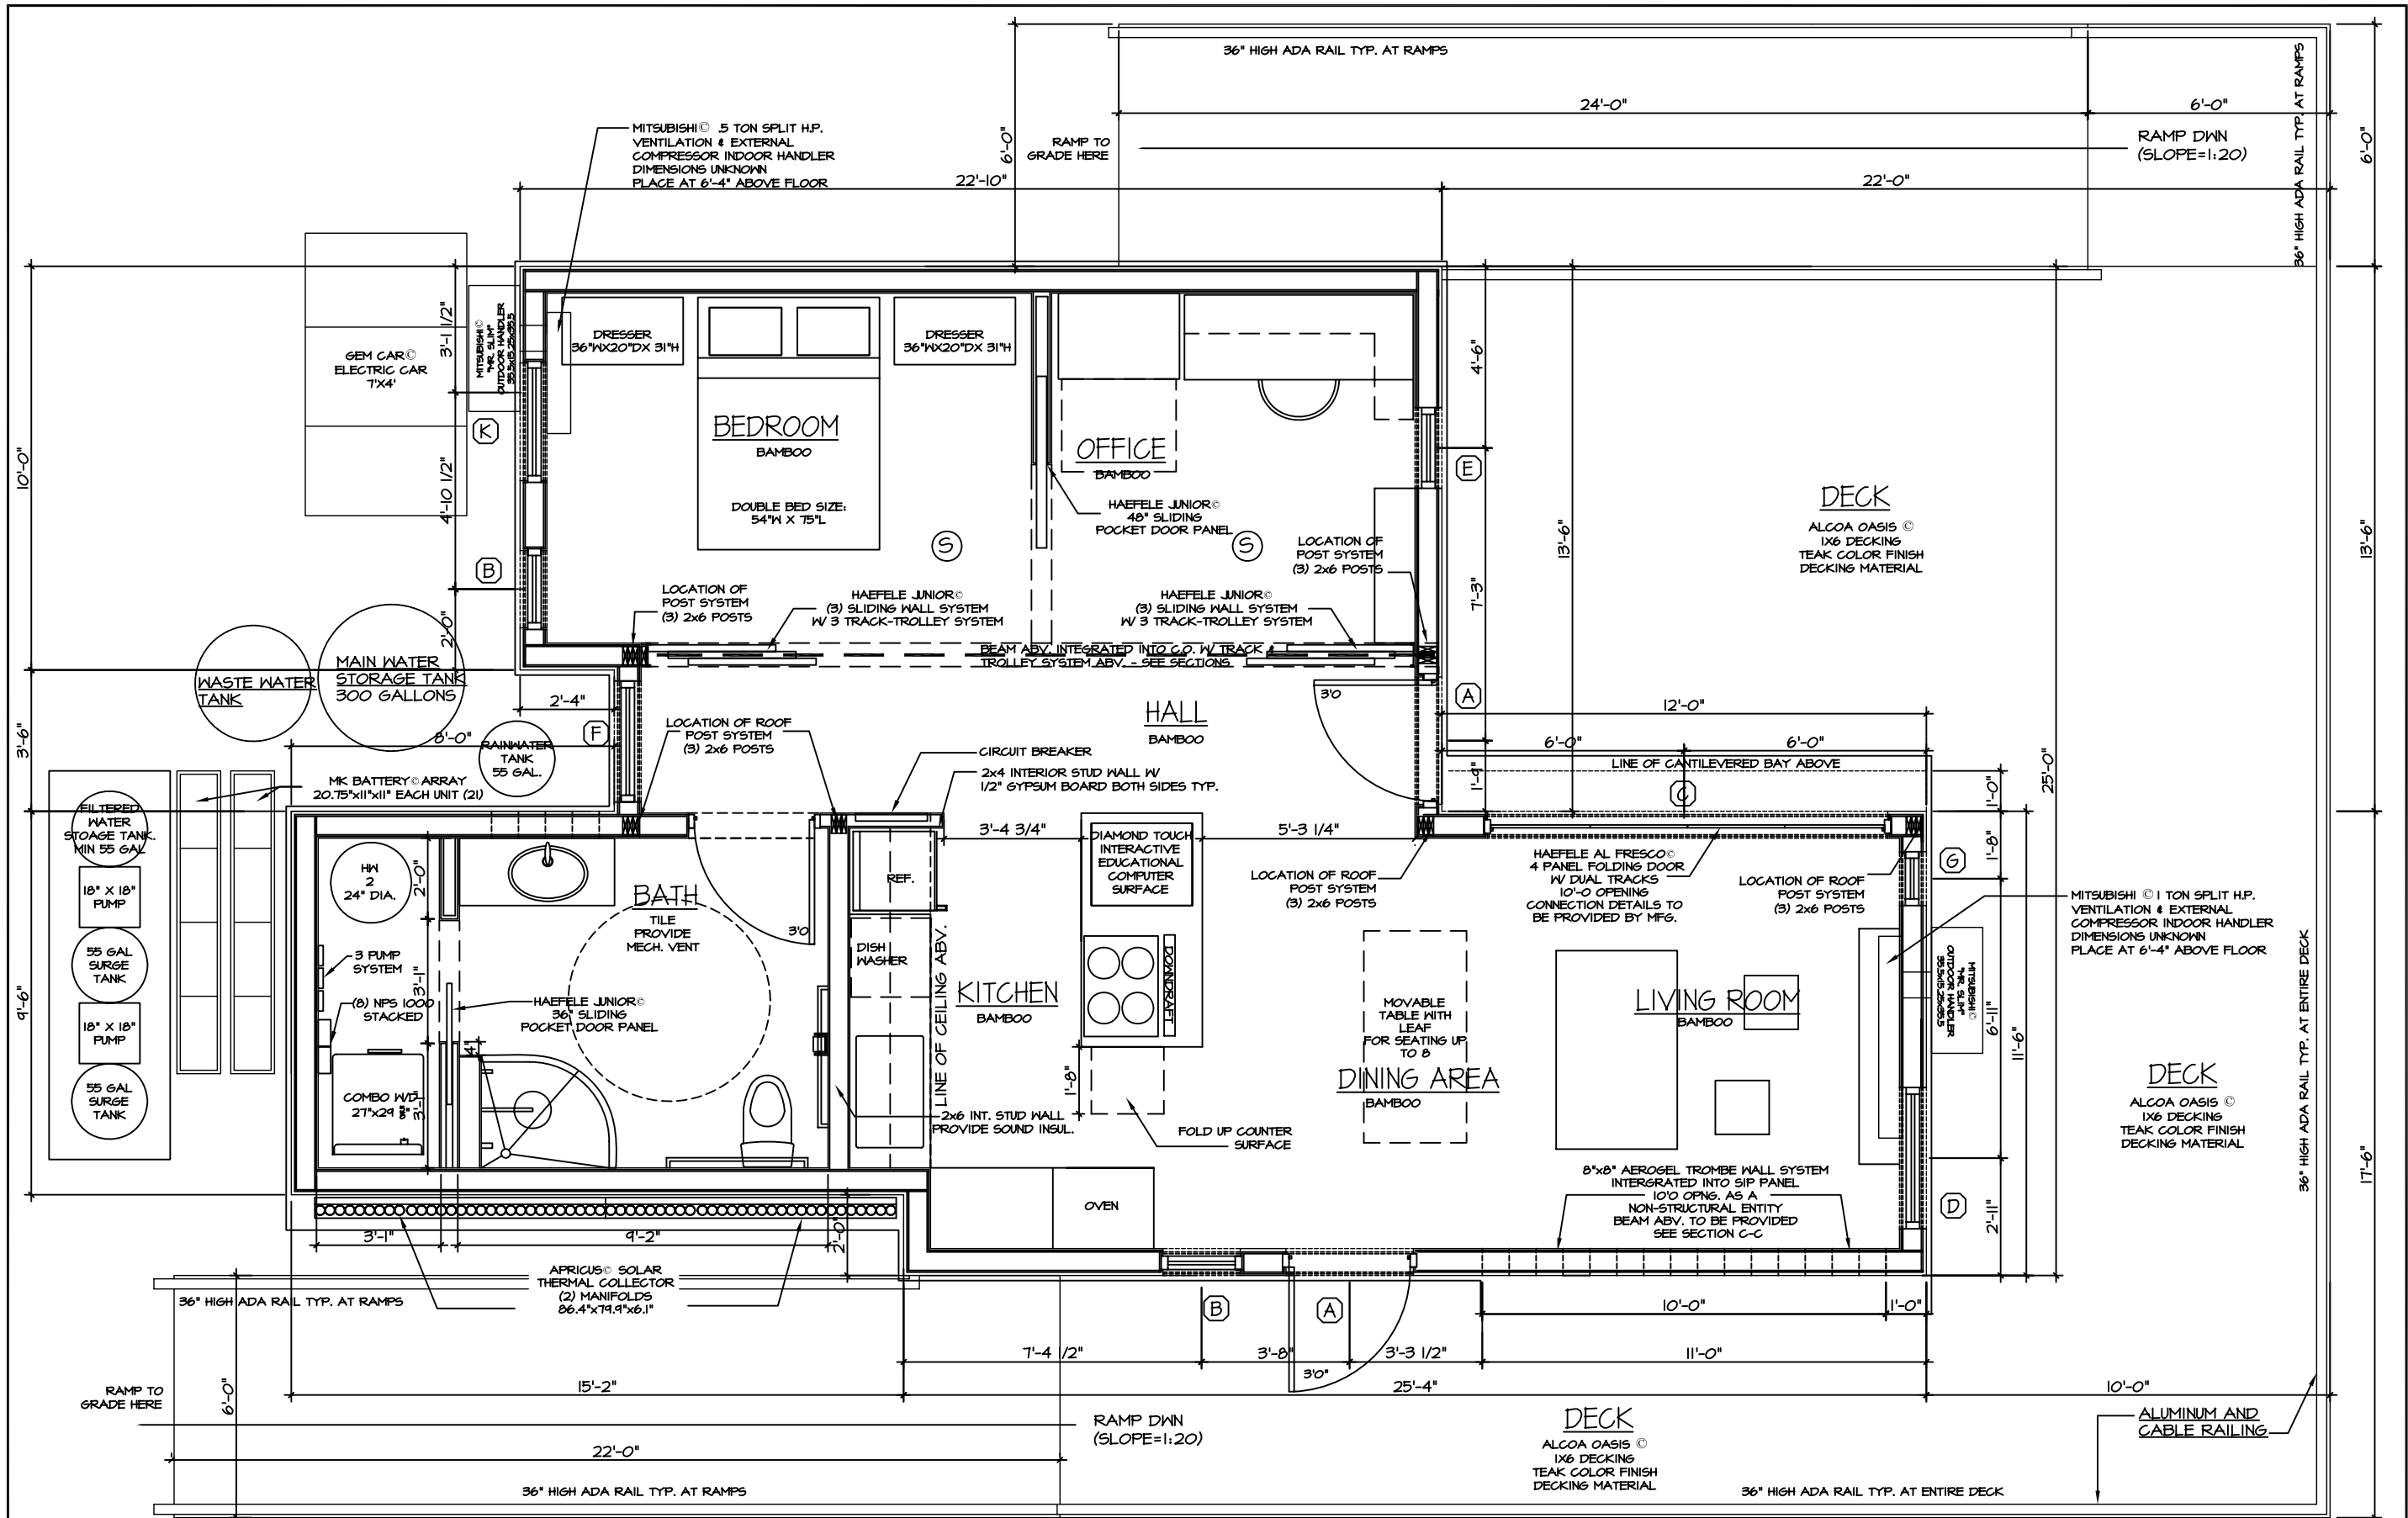 36" HIGH ADA RAIL TYP. AT RAMPS
36" HIGH ADA RAIL TYP. AT RAMPS
24'-0"
6'-0"
6'-0"
6'-0"
RAMP TO
GRADE HERE
RAMP DWN
(SLOPE=1:20)
MITSUBISHI© .5 TON SPLIT H.P.
VENTILATION & EXTERNAL
COMPRESSOR INDOOR HANDLER
DIMENSIONS UNKNOWN
PLACE AT 6'-4" ABOVE FLOOR
22'-10"
22'-0"
GEM CAR©
ELECTRIC CAR
7'X4'
3'-1 1/2"
MITSUBISHI©
"MR. SLIM"
OUTDOOR HANDLER
35.5x15.25x35.5
DRESSER
36"WX20"DX 31"H
DRESSER
36"WX20"DX 31"H
4'-6"
K
BEDROOM
BAMBOO
OFFICE
BAMBOO
E
10'-0"
4'-10 1/2"
DOUBLE BED SIZE:
54"W X 75"L
HAEFELE JUNIOR©
48" SLIDING
POCKET DOOR PANEL
DECK
ALCOA OASIS ©
1X6 DECKING
TEAK COLOR FINISH
DECKING MATERIAL
13'-6"
13'-6"
B
S
S
LOCATION OF
POST SYSTEM
(3) 2x6 POSTS
LOCATION OF
POST SYSTEM
(3) 2x6 POSTS
HAEFELE JUNIOR©
(3) SLIDING WALL SYSTEM
W/ 3 TRACK-TROLLEY SYSTEM
HAEFELE JUNIOR©
(3) SLIDING WALL SYSTEM
W/ 3 TRACK-TROLLEY SYSTEM
7'-3"
2'-0"
BEAM ABV. INTEGRATED INTO C.O. W/ TRACK &
TROLLEY SYSTEM ABV. - SEE SECTIONS
WASTE WATER
TANK
MAIN WATER
STORAGE TANK
300 GALLONS
2'-4"
3'0
A
3'-6"
8'-0"
F
RAINWATER
TANK
55 GAL.
LOCATION OF ROOF
POST SYSTEM
(3) 2x6 POSTS
HALL
BAMBOO
12'-0"
6'-0"
6'-0"
CIRCUIT BREAKER
2x4 INTERIOR STUD WALL W/
1/2" GYPSUM BOARD BOTH SIDES TYP.
1'-9"
LINE OF CANTILEVERED BAY ABOVE
C
1'-0"
25'-0"
MK BATTERY© ARRAY
20.75"x11"x11" EACH UNIT (21)
FILTERED
WATER
STOAGE TANK.
MIN 55 GAL
18" X 18"
PUMP
55 GAL
SURGE
TANK
18" X 18"
PUMP
55 GAL
SURGE
TANK
9'-6"
HW
2
24" DIA.
2'-0"
BATH
TILE
PROVIDE
MECH. VENT
3'0
REF.
3'-4 3/4"
DIAMOND TOUCH
INTERACTIVE
EDUCATIONAL
COMPUTER
SURFACE
5'-3 1/4"
LOCATION OF ROOF
POST SYSTEM
(3) 2x6 POSTS
HAEFELE AL FRESCO©
4 PANEL FOLDING DOOR
W/ DUAL TRACKS
10'-0 OPENING
CONNECTION DETAILS TO
BE PROVIDED BY MFG.
LOCATION OF ROOF
POST SYSTEM
(3) 2x6 POSTS
G
1'-8"
MITSUBISHI © 1 TON SPLIT H.P.
VENTILATION & EXTERNAL
COMPRESSOR INDOOR HANDLER
DIMENSIONS UNKNOWN
PLACE AT 6'-4" ABOVE FLOOR
3 PUMP
SYSTEM
3'-1"
(8) NPS 1000
STACKED
HAEFELE JUNIOR©
36" SLIDING
POCKET DOOR PANEL
4"
DISH
WASHER
LINE OF CEILING ABV.
KITCHEN
BAMBOO
DOWNDRAFT
MOVABLE
TABLE WITH
LEAF
FOR SEATING UP
TO 8
LIVING ROOM
BAMBOO
MITSUBISHI©
"MR. SLIM"
OUTDOOR HANDLER
35.5x15.25x35.5
6'-11"
11'-6"
36" HIGH ADA RAIL TYP. AT ENTIRE DECK
COMBO W/D
27"x29
3'-1"
1'-8"
DINING AREA
BAMBOO
DECK
ALCOA OASIS ©
1X6 DECKING
TEAK COLOR FINISH
DECKING MATERIAL
2x6 INT. STUD WALL
PROVIDE SOUND INSUL.
FOLD UP COUNTER
SURFACE
8"x8" AEROGEL TROMBE WALL SYSTEM
INTERGRATED INTO SIP PANEL
10'0 OPNG. AS A
NON-STRUCTURAL ENTITY
BEAM ABV. TO BE PROVIDED
SEE SECTION C-C
OVEN
D
2'-11"
17'-6"
3'-1"
9'-2"
2'-0"
APRICUS© SOLAR
THERMAL COLLECTOR
(2) MANIFOLDS
86.4"x79.9"x6.1"
36" HIGH ADA RAIL TYP. AT RAMPS
B
A
10'-0"
1'-0"
7'-4 1/2"
3'-8"
3'-3 1/2"
11'-0"
3'0"
15'-2"
25'-4"
10'-0"
RAMP TO
GRADE HERE
6'-0"
RAMP DWN
(SLOPE=1:20)
DECK
ALCOA OASIS ©
1X6 DECKING
TEAK COLOR FINISH
DECKING MATERIAL
ALUMINUM AND
CABLE RAILING
22'-0"
36" HIGH ADA RAIL TYP. AT RAMPS
36" HIGH ADA RAIL TYP. AT ENTIRE DECK